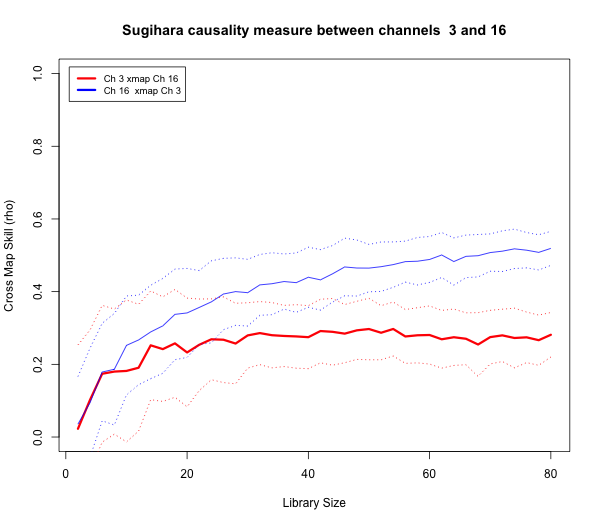 Sugihara causality measure between channels  3 and 16
Ch 3 xmap Ch 16
Ch 16  xmap Ch 3
Cross Map Skill (rho)
1.0
0.8
0.6
0.4
0.2
0.0
0 20 40 60 80
Library Size